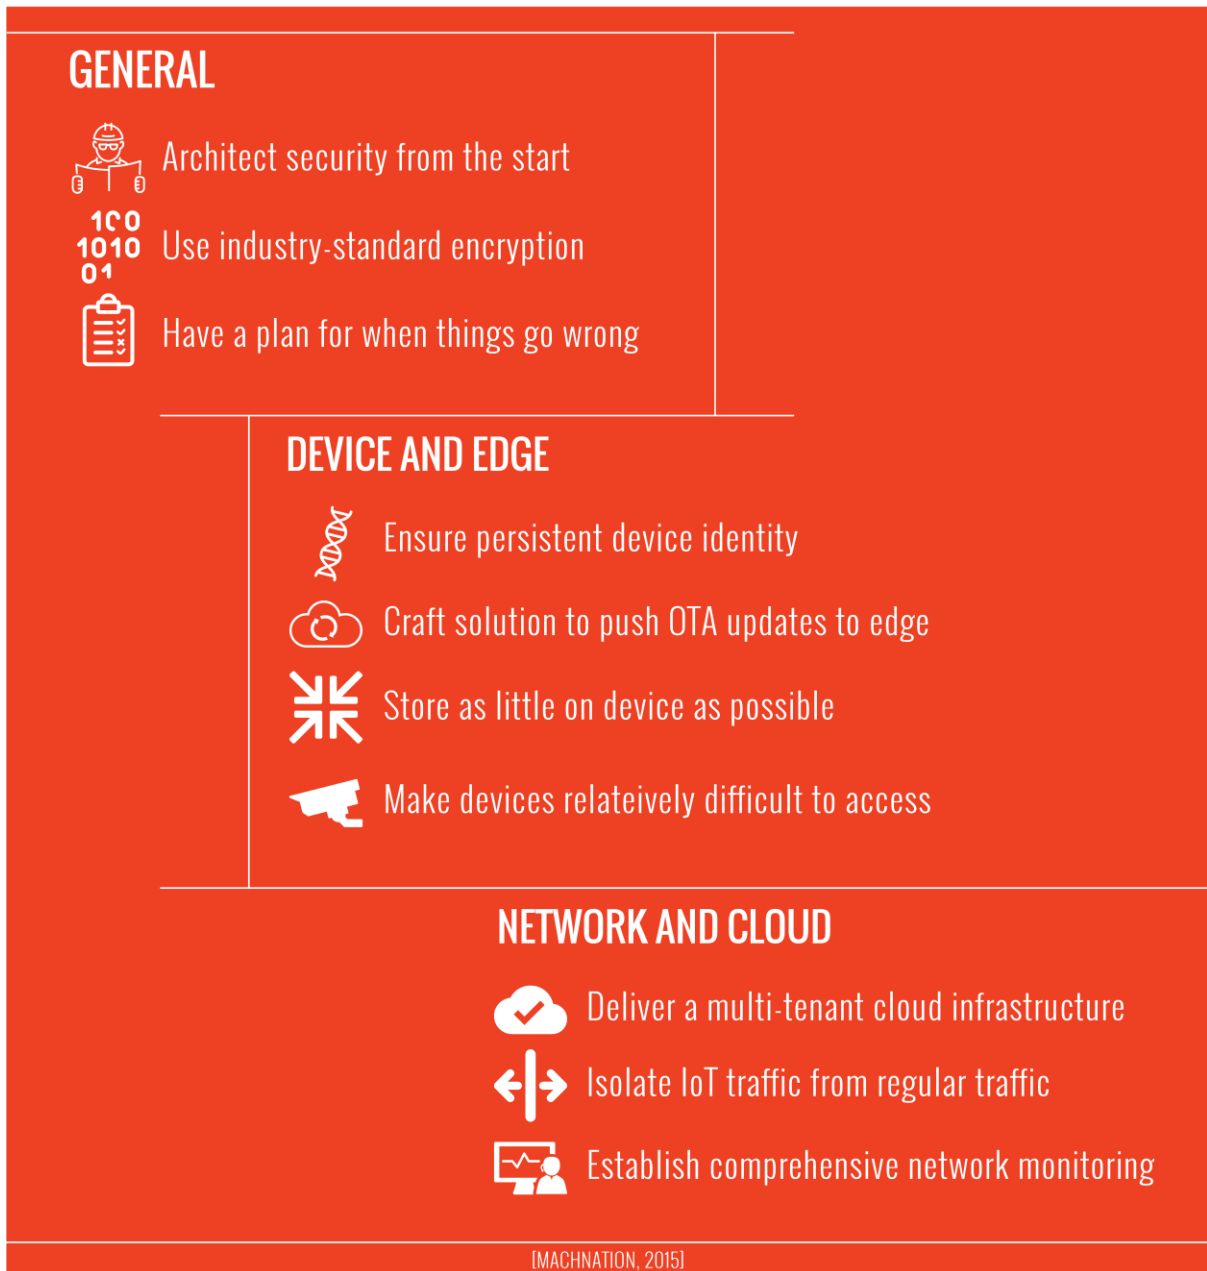 GENERAL
Architect security from the start
100
1010
01
Use industry-standard encryption
Have a plan for when things go wrong
DEVICE AND EDGE
Ensure persistent device identity
Craft solution to push OTA updates to edge
Store as little on device as possible
Make devices relateively difficult to access
NETWORK AND CLOUD
Deliver a multi-tenant cloud infrastructure
Isolate IoT traffic from regular traffic
Establish comprehensive network monitoring
[MACHNATION, 2015]